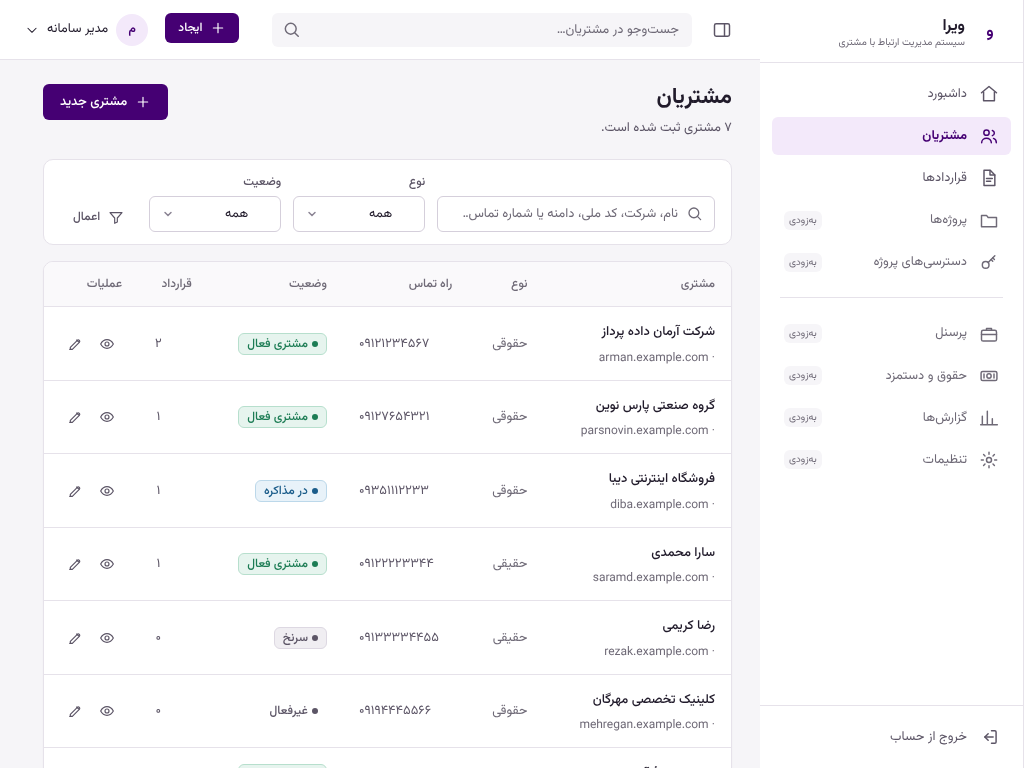 و
ویرا
سیستم مدیریت ارتباط با مشتری
داشبورد
مشتریان
قراردادها
پروژه‌ها
به‌زودی
دسترسی‌های پروژه
به‌زودی
پرسنل
به‌زودی
حقوق و دستمزد
به‌زودی
گزارش‌ها
به‌زودی
تنظیمات
به‌زودی
خروج از حساب
جست‌وجو در مشتریان...
ایجاد
م
مدیر سامانه
مشتریان
۷ مشتری ثبت شده است.
مشتری جدید
نوع
وضعیت
نام، شرکت، کد ملی، دامنه یا شماره تماس..
همه
همه
اعمال
مشتری نوع راه تماس وضعیت قرارداد عملیات
شرکت آرمان داده پرداز
· arman.example.com
حقوقی
۰۹۱۲۱۲۳۴۵۶۷
مشتری فعال
۲
گروه صنعتی پارس نوین
· parsnovin.example.com
حقوقی
۰۹۱۲۷۶۵۴۳۲۱
مشتری فعال
۱
فروشگاه اینترنتی دیبا
· diba.example.com
حقوقی
۰۹۳۵۱۱۱۲۲۳۳
در مذاکره
۱
سارا محمدی
· saramd.example.com
حقیقی
۰۹۱۲۲۲۲۳۳۴۴
مشتری فعال
۱
رضا کریمی
· rezak.example.com
حقیقی
۰۹۱۳۳۳۳۴۴۵۵
سرنخ
۰
کلینیک تخصصی مهرگان
· mehregan.example.com
حقوقی
۰۹۱۹۴۴۴۵۵۶۶
غیرفعال
۰